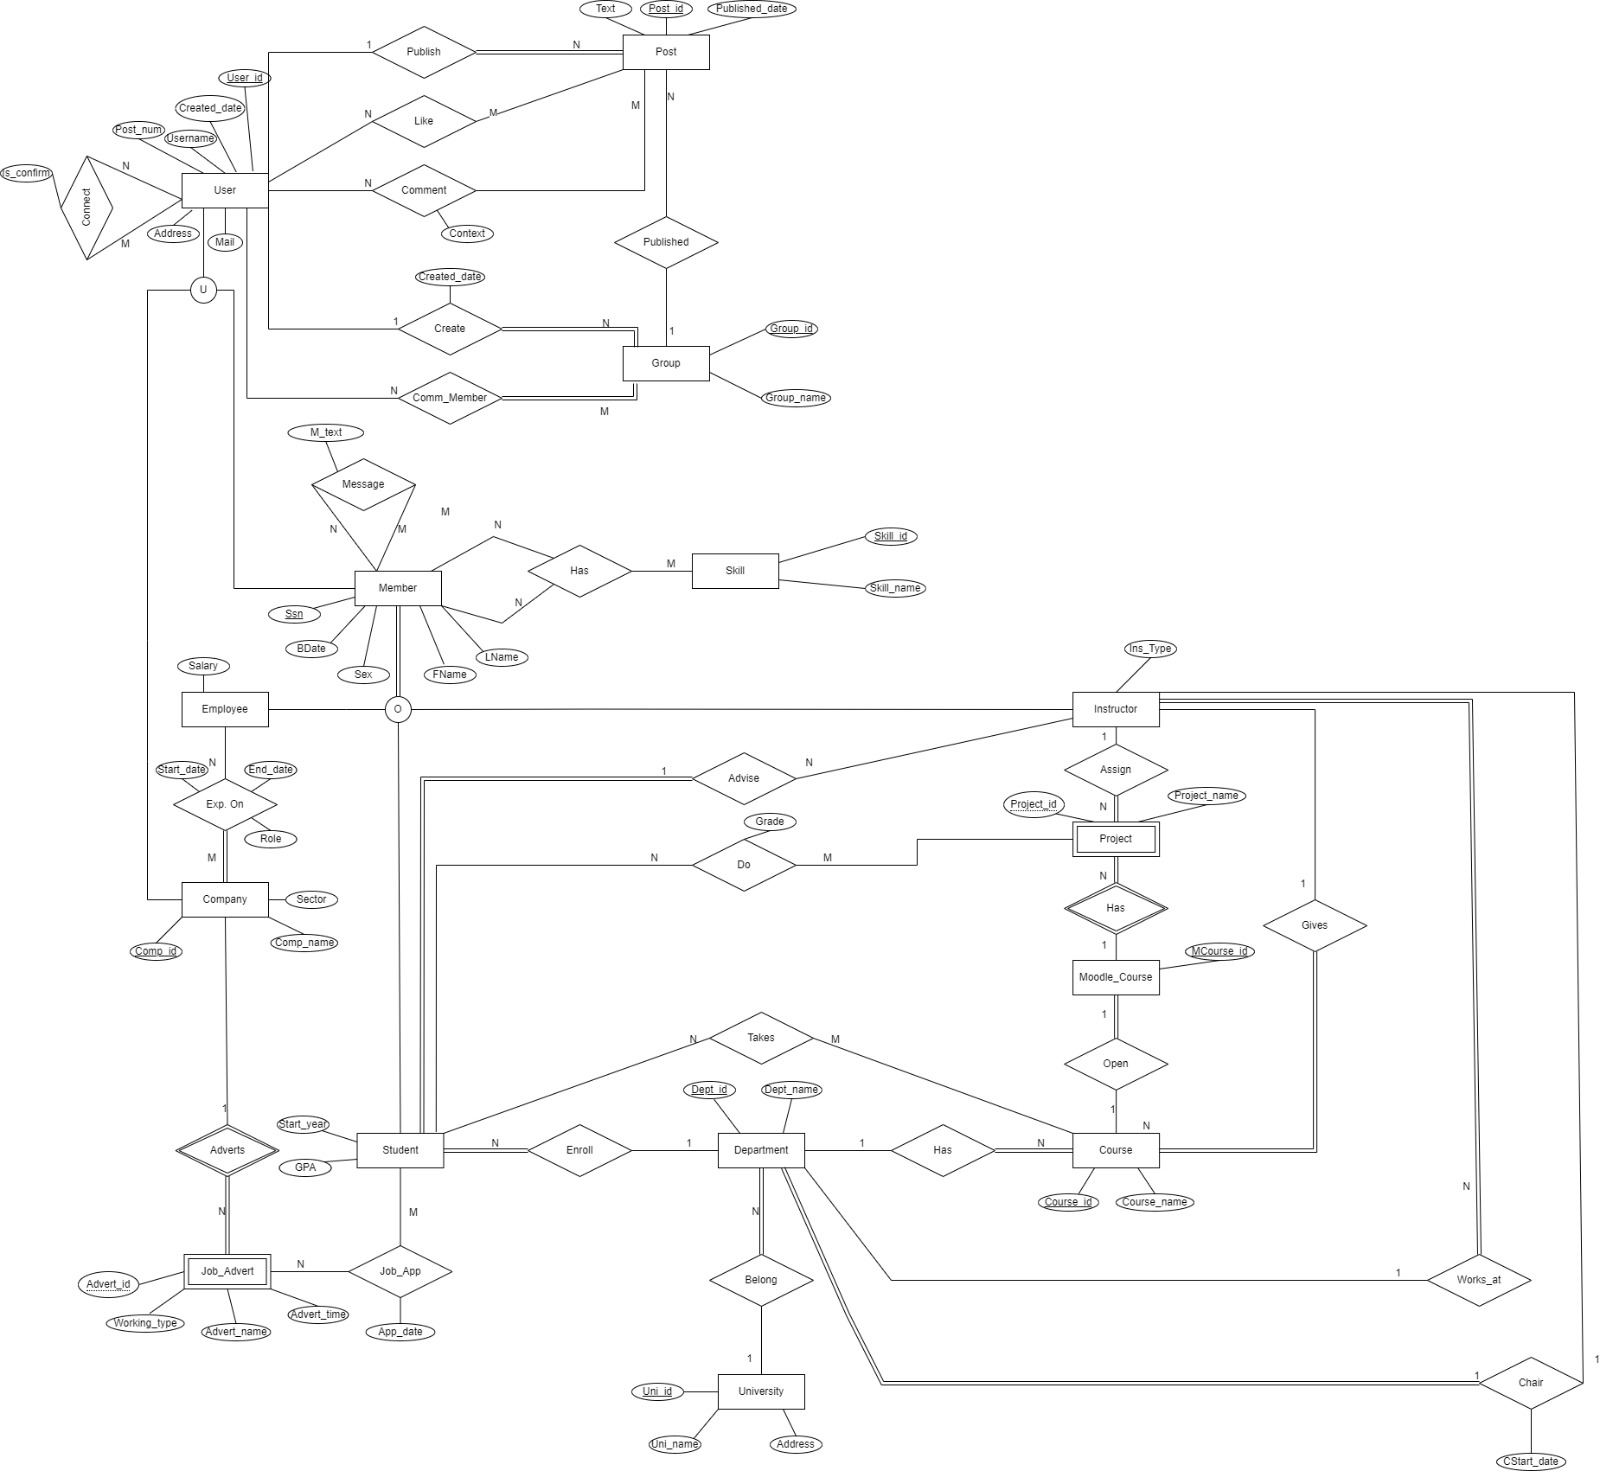 Text
Post_id
Published_date
1
Publish
N
Post
User_id
Created_date
M
N
N
Like
M
Post_num
Username
Is_confirm
N
User
N
Comment
Connect
Address
Mail
Context
M
Published
U
Created_date
1
Create
N
1
Group_id
Group
N
Comm_Member
M
Group_name
M_text
Message
N
M
M
N
Skill_id
Member
Has
M
Skill
N
Skill_name
Ssn
BDate
Sex
FName
LName
Salary
Ins_Type
Employee
O
Instructor
N
Start_date
End_date
1
Advise
N
1
Assign
Exp. On
Role
N
Project_id
Project_name
Grade
Project
M
N
Do
M
N
Company
Sector
Has
1
Gives
Comp_id
Comp_name
1
MCourse_id
Moodle_Course
1
N
Takes
M
Open
Dept_id
Dept_name
1
1
N
Start_year
Adverts
Student
N
Enroll
1
Department
1
Has
N
Course
GPA
Course_id
Course_name
N
M
N
N
Job_Advert
N
Job_App
Belong
1
Works_at
Advert_id
Working_type
Advert_name
Advert_time
App_date
1
1
1
Chair
Uni_id
University
Uni_name
Address
CStart_date